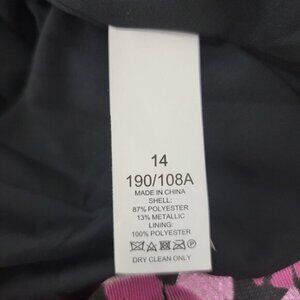 14
190/108A
MADE IN CHINA
SHELL:
87% POLYESTER
13% METALLIC
LINING:
100% POLYESTER
DRY CLEAN ONLY